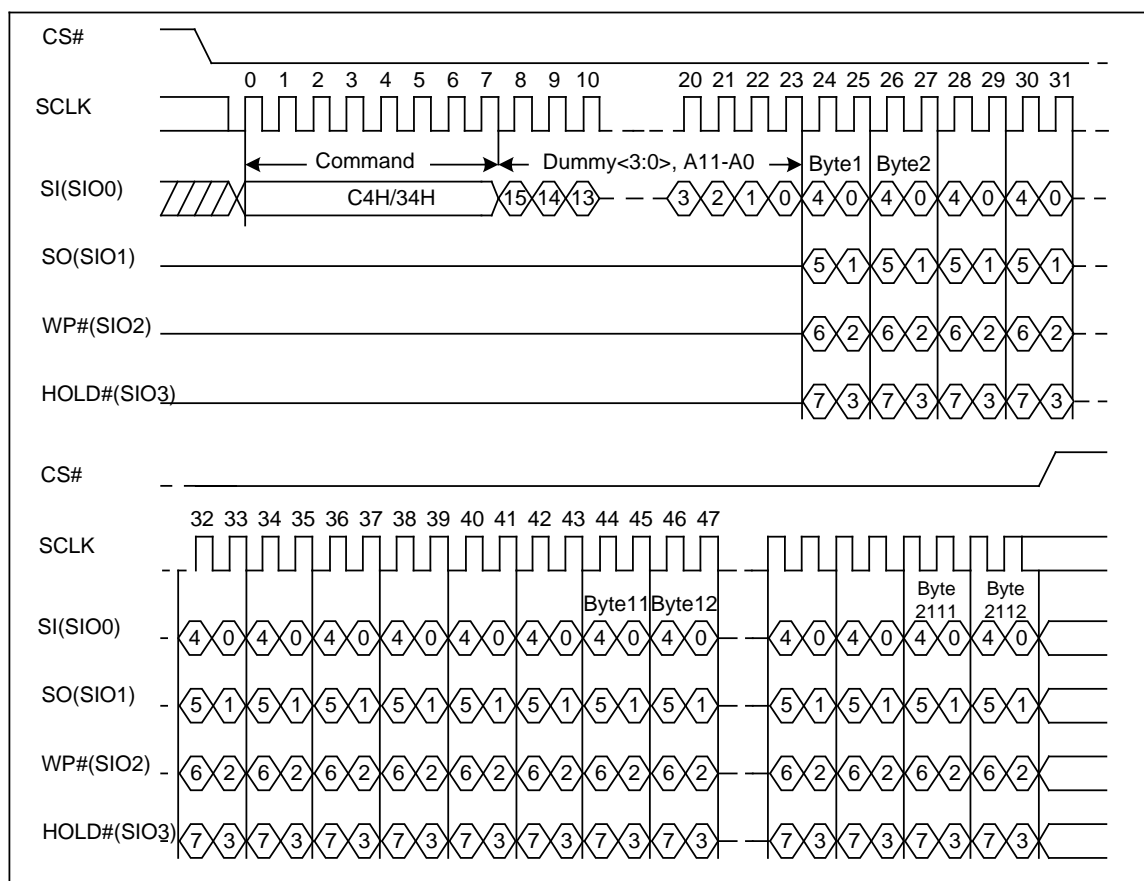 CS#
0 1 2 3 4 5 6 7 8 9 10 20 21 22 23 24 25 26 27 28 29 30 31
SCLK
Command Dummy<3:0>, A11-A0 Byte1 Byte2
SI(SIO0) C4H/34H 15 14 13 3 2 1 0 4 0 4 0 4 0 4 0
SO(SIO1) 5 1 5 1 5 1 5 1
WP#(SIO2) 6 2 6 2 6 2 6 2
HOLD#(SIO3) 7 3 7 3 7 3 7 3
CS#
32 33 34 35 36 37 38 39 40 41 42 43 44 45 46 47
SCLK
Byte11 Byte12 Byte 2111 Byte 2112
SI(SIO0) 4 0 4 0 4 0 4 0 4 0 4 0 4 0 4 0 4 0 4 0 4 0 4 0
SO(SIO1) 5 1 5 1 5 1 5 1 5 1 5 1 5 1 5 1 5 1 5 1 5 1 5 1
WP#(SIO2) 6 2 6 2 6 2 6 2 6 2 6 2 6 2 6 2 6 2 6 2 6 2 6 2
HOLD#(SIO3) 7 3 7 3 7 3 7 3 7 3 7 3 7 3 7 3 7 3 7 3 7 3 7 3